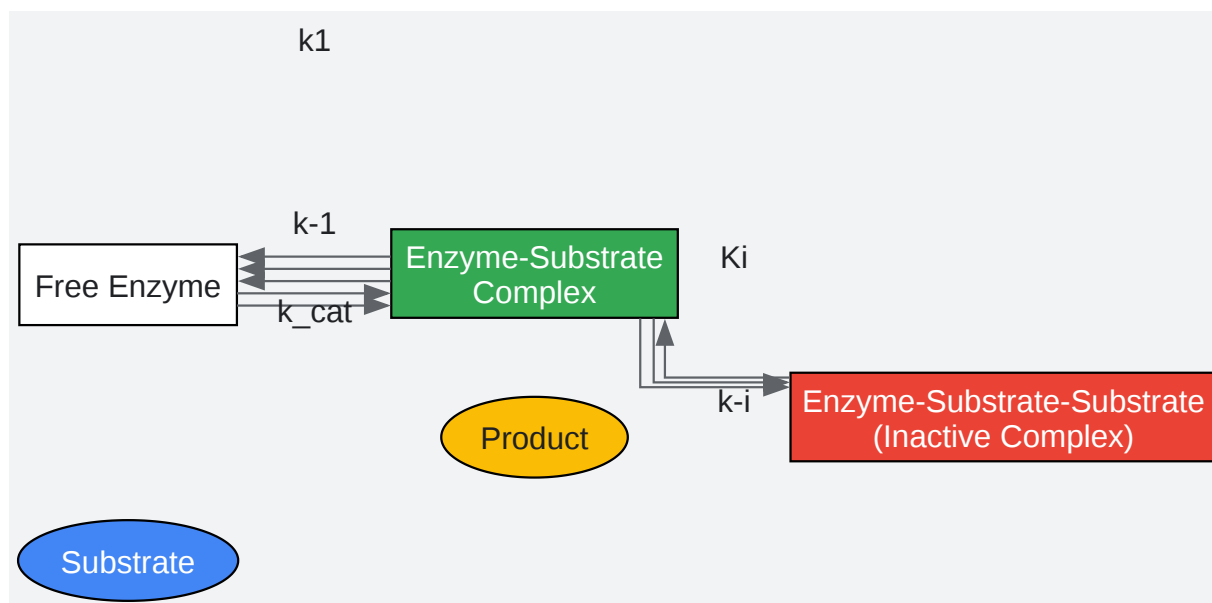 k1
k-1
Free Enzyme
k_cat
Enzyme-Substrate
Complex
Ki
k-i
Enzyme-Substrate-Substrate
(Inactive Complex)
Product
Substrate